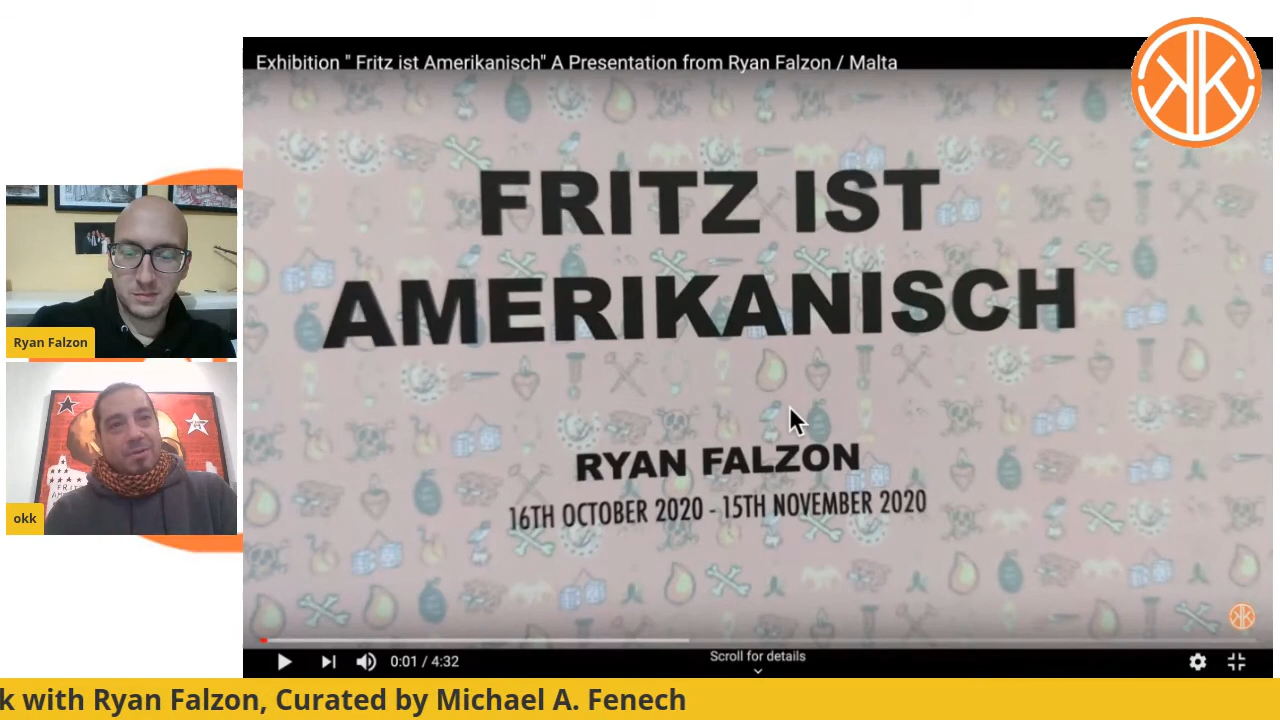 Exhibition " Fritz ist Amerikanisch" A Presentation from Ryan Falzon / Malta
FRITZ IST
AMERIKANISCH
RYAN FALZON
16TH OCTOBER 2020 - 15TH NOVEMBER 2020
Ryan Falzon
okk
0:01 / 4:32
Scroll for details
k with Ryan Falzon, Curated by Michael A. Fenech